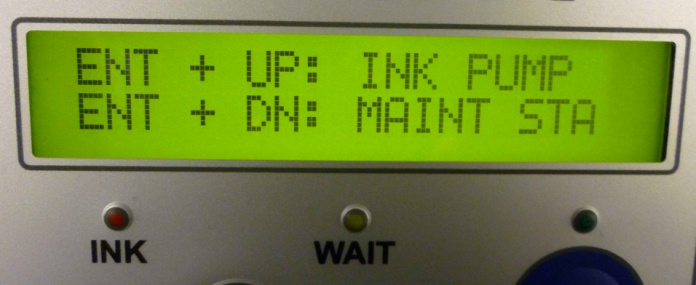 ENT + UP: INK PUMP
ENT + DN: MAINT STA
INK WAIT